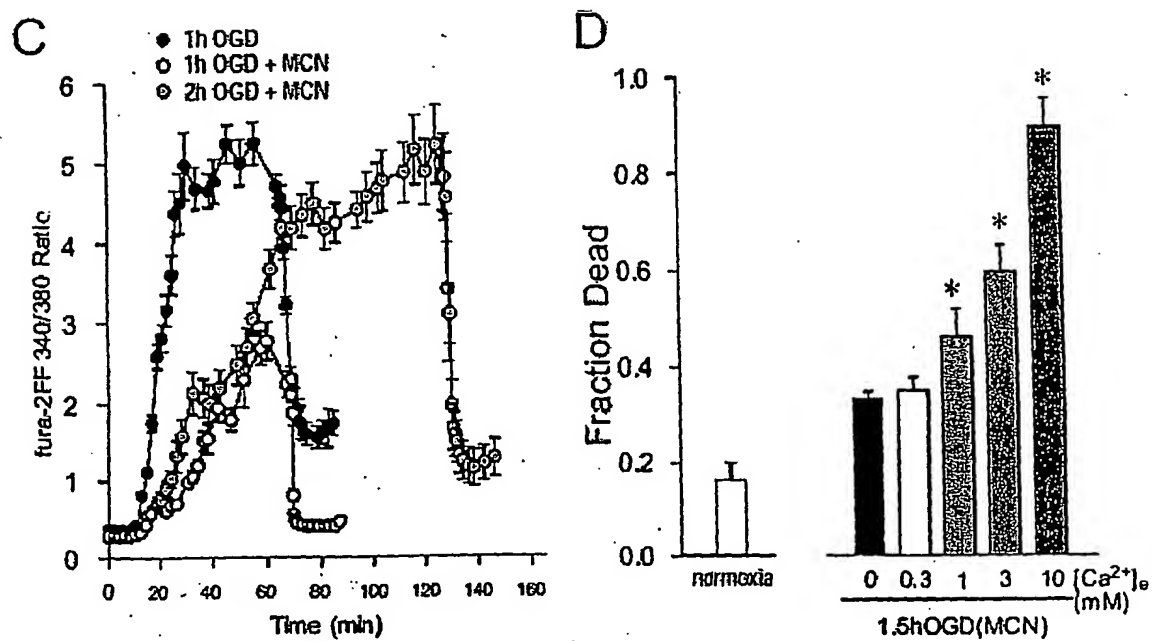 C
1h OGD
1h OGD + MCN
2h OGD + MCN
6
5
4
3
2
1
0
fura-2FF 340/380 Ratio
0 20 40 60 80 100 120 140 160
Time (min)
D
1.0
0.8
0.6
0.4
0.2
0.0
Fraction Dead
* * *
normoxia
0 0.3 1 3 10 [Ca2+]e
(mM)
1.5hOGD(MCN)